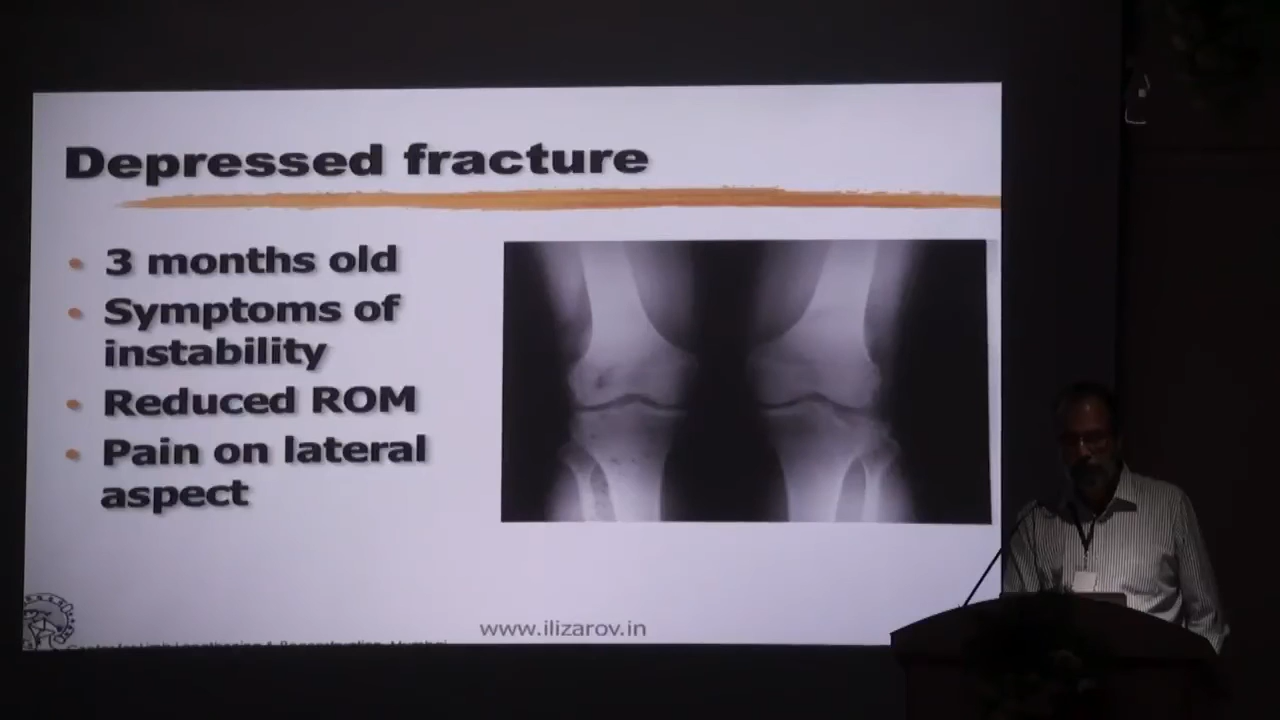 Depressed fracture
3 months old
Symptoms of
instability
Reduced ROM
Pain on lateral
aspect
www.ilizarov.in